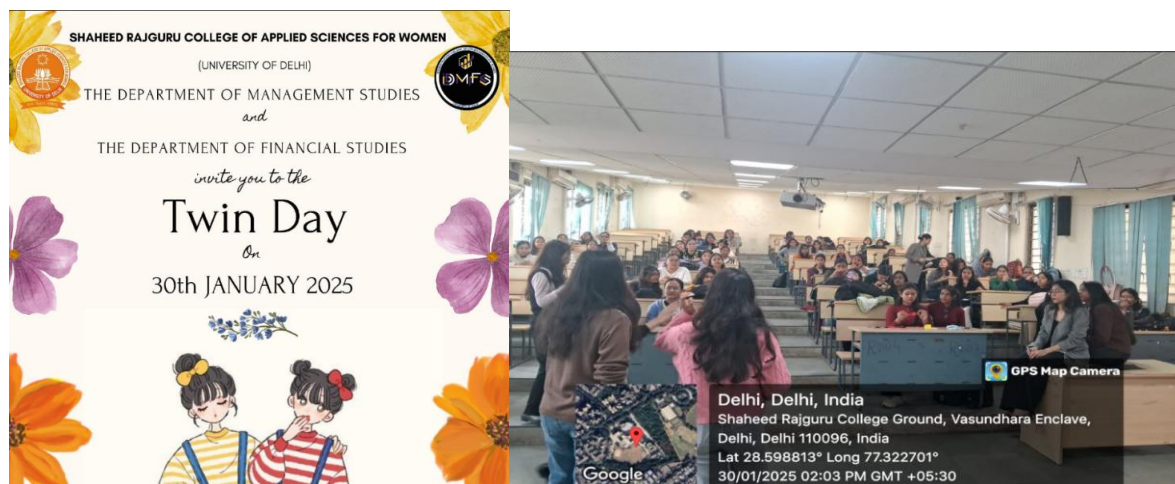 SHAHEED RAJGURU COLLEGE OF APPLIED SCIENCES FOR WOMEN
(UNIVERSITY OF DELHI)
THE DEPARTMENT OF MANAGEMENT STUDIES
and
THE DEPARTMENT OF FINANCIAL STUDIES
invite you to the
Twin Day
On
30th JANUARY 2025
DMFS
GPS Map Camera
Delhi, Delhi, India
Shaheed Rajguru College Ground, Vasundhara Enclave,
Delhi, Delhi 110096, India
Lat 28.598813° Long 77.322701°
30/01/2025 02:03 PM GMT +05:30
Google